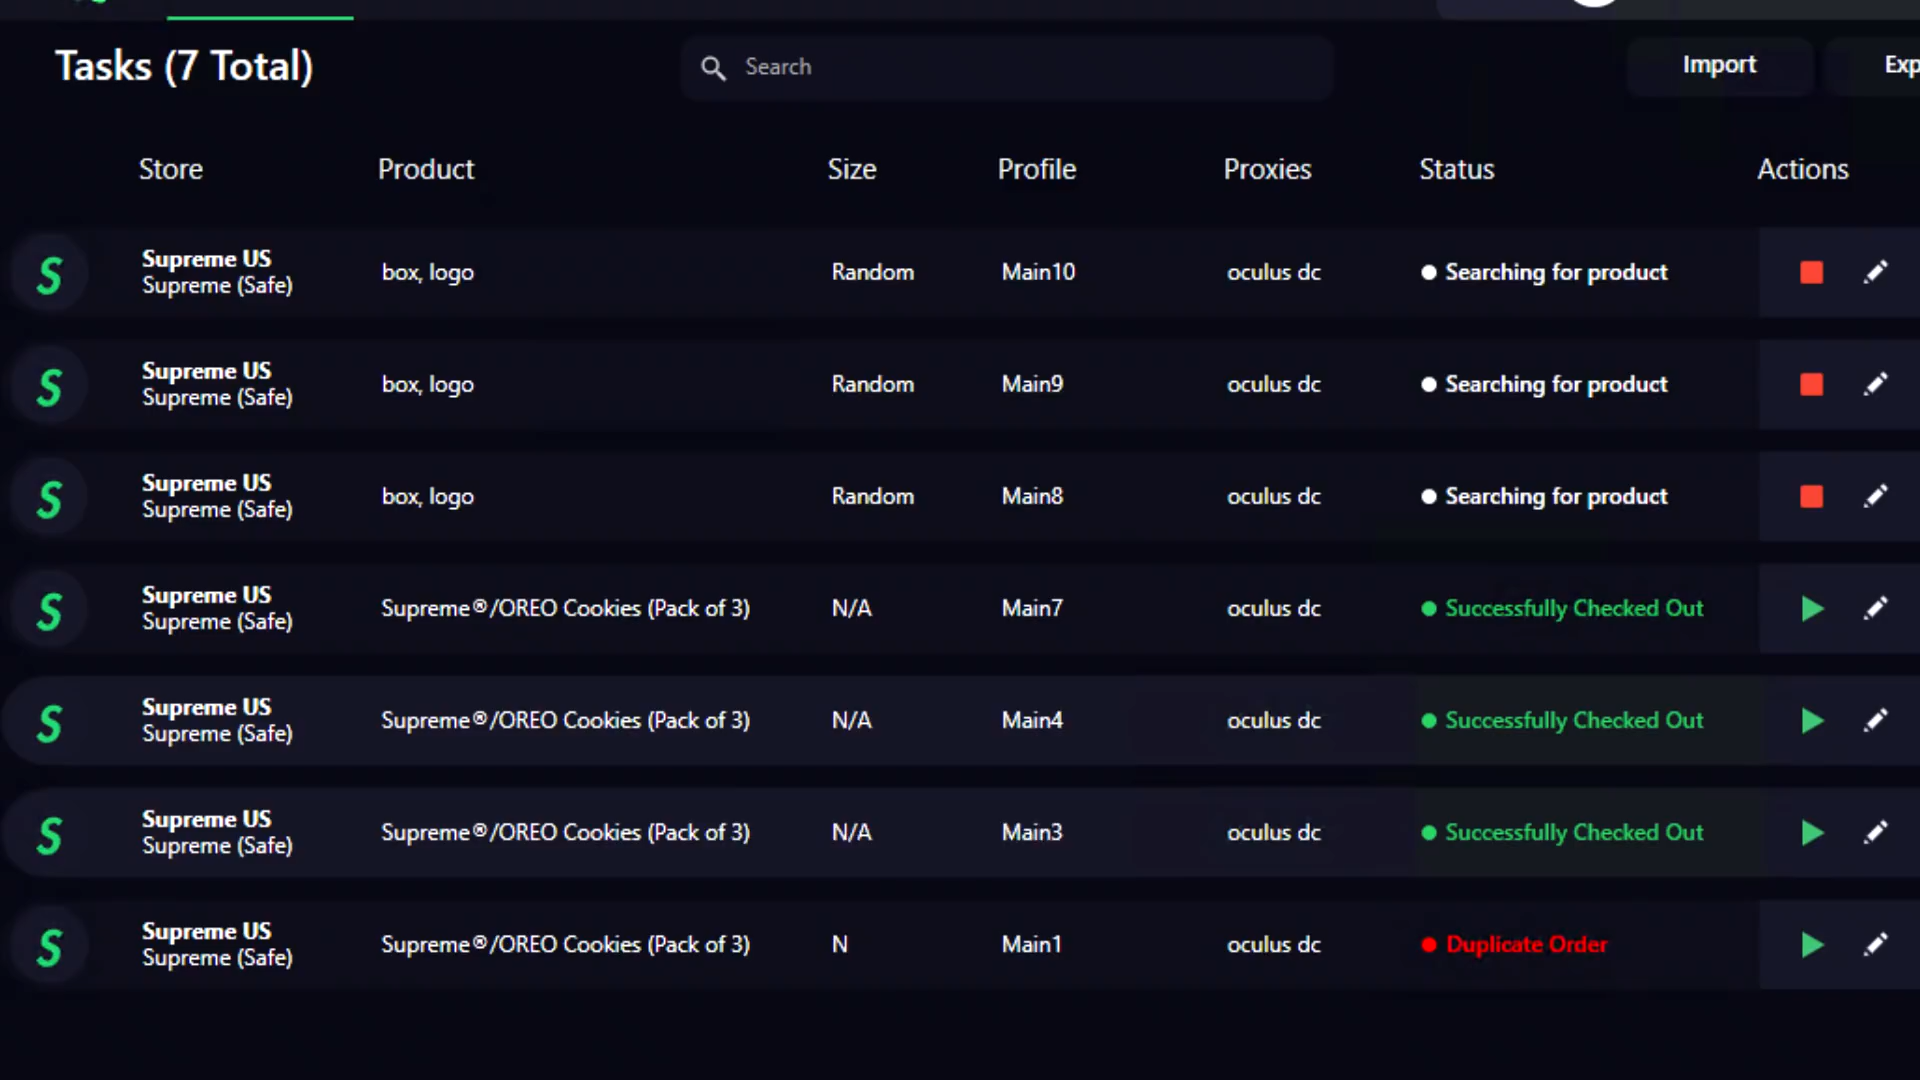 Tasks (7 Total)
Search
Import
Exp
Store Product Size Profile Proxies Status Actions
Supreme US
Supreme (Safe)
box, logo Random Main10 oculus dc Searching for product
Supreme US
Supreme (Safe)
box, logo Random Main9 oculus dc Searching for product
Supreme US
Supreme (Safe)
box, logo Random Main8 oculus dc Searching for product
Supreme US
Supreme (Safe)
Supreme®/OREO Cookies (Pack of 3) N/A Main7 oculus dc Successfully Checked Out
Supreme US
Supreme (Safe)
Supreme®/OREO Cookies (Pack of 3) N/A Main4 oculus dc Successfully Checked Out
Supreme US
Supreme (Safe)
Supreme®/OREO Cookies (Pack of 3) N/A Main3 oculus dc Successfully Checked Out
Supreme US
Supreme (Safe)
Supreme®/OREO Cookies (Pack of 3) N Main1 oculus dc Duplicate Order